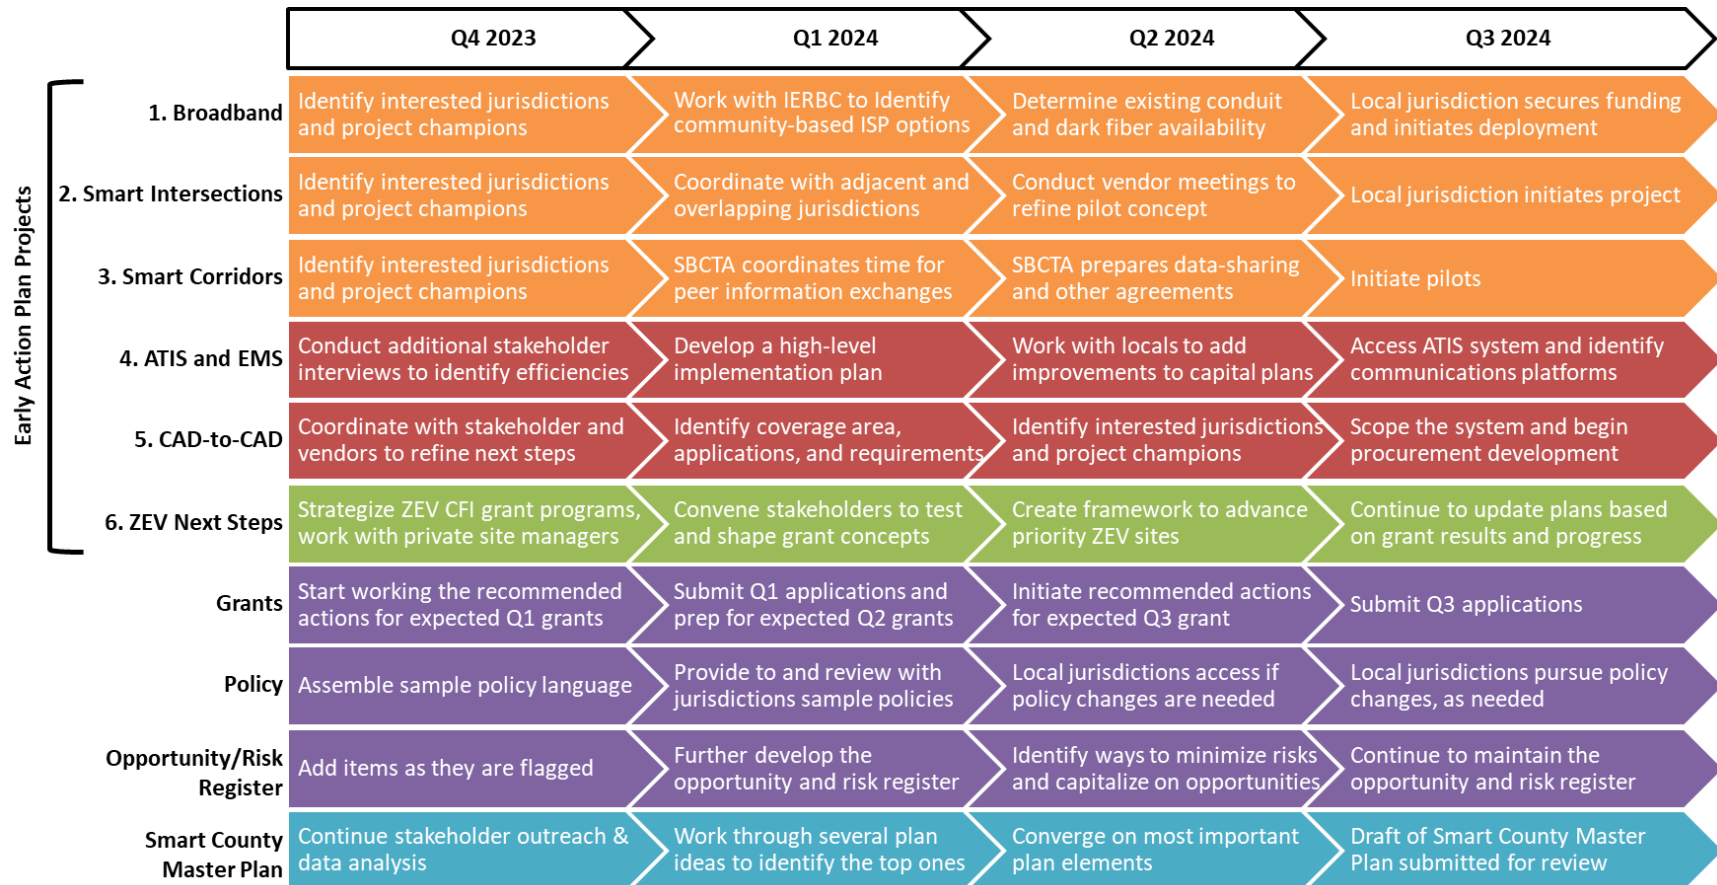 Q4 2023
Q1 2024
Q2 2024
Q3 2024
Early Action Plan Projects
1. Broadband
Identify interested jurisdictions
and project champions
Work with IERBC to Identify
community-based ISP options
Determine existing conduit
and dark fiber availability
Local jurisdiction secures funding
and initiates deployment
2. Smart Intersections
Identify interested jurisdictions
and project champions
Coordinate with adjacent and
overlapping jurisdictions
Conduct vendor meetings to
refine pilot concept
Local jurisdiction initiates project
3. Smart Corridors
Identify interested jurisdictions
and project champions
SBCTA coordinates time for
peer information exchanges
SBCTA prepares data-sharing
and other agreements
Initiate pilots
4. ATIS and EMS
Conduct additional stakeholder
interviews to identify efficiencies
Develop a high-level
implementation plan
Work with locals to add
improvements to capital plans
Access ATIS system and identify
communications platforms
5. CAD-to-CAD
Coordinate with stakeholder and
vendors to refine next steps
Identify coverage area,
applications, and requirements
Identify interested jurisdictions
and project champions
Scope the system and begin
procurement development
6. ZEV Next Steps
Strategize ZEV CFI grant programs,
work with private site managers
Convene stakeholders to test
and shape grant concepts
Create framework to advance
priority ZEV sites
Continue to update plans based
on grant results and progress
Grants
Start working the recommended
actions for expected Q1 grants
Submit Q1 applications and
prep for expected Q2 grants
Initiate recommended actions
for expected Q3 grant
Submit Q3 applications
Policy
Assemble sample policy language
Provide to and review with
jurisdictions sample policies
Local jurisdictions access if
policy changes are needed
Local jurisdictions pursue policy
changes, as needed
Opportunity/Risk
Register
Add items as they are flagged
Further develop the
opportunity and risk register
Identify ways to minimize risks
and capitalize on opportunities
Continue to maintain the
opportunity and risk register
Smart County
Master Plan
Continue stakeholder outreach &
data analysis
Work through several plan
ideas to identify the top ones
Converge on most important
plan elements
Draft of Smart County Master
Plan submitted for review